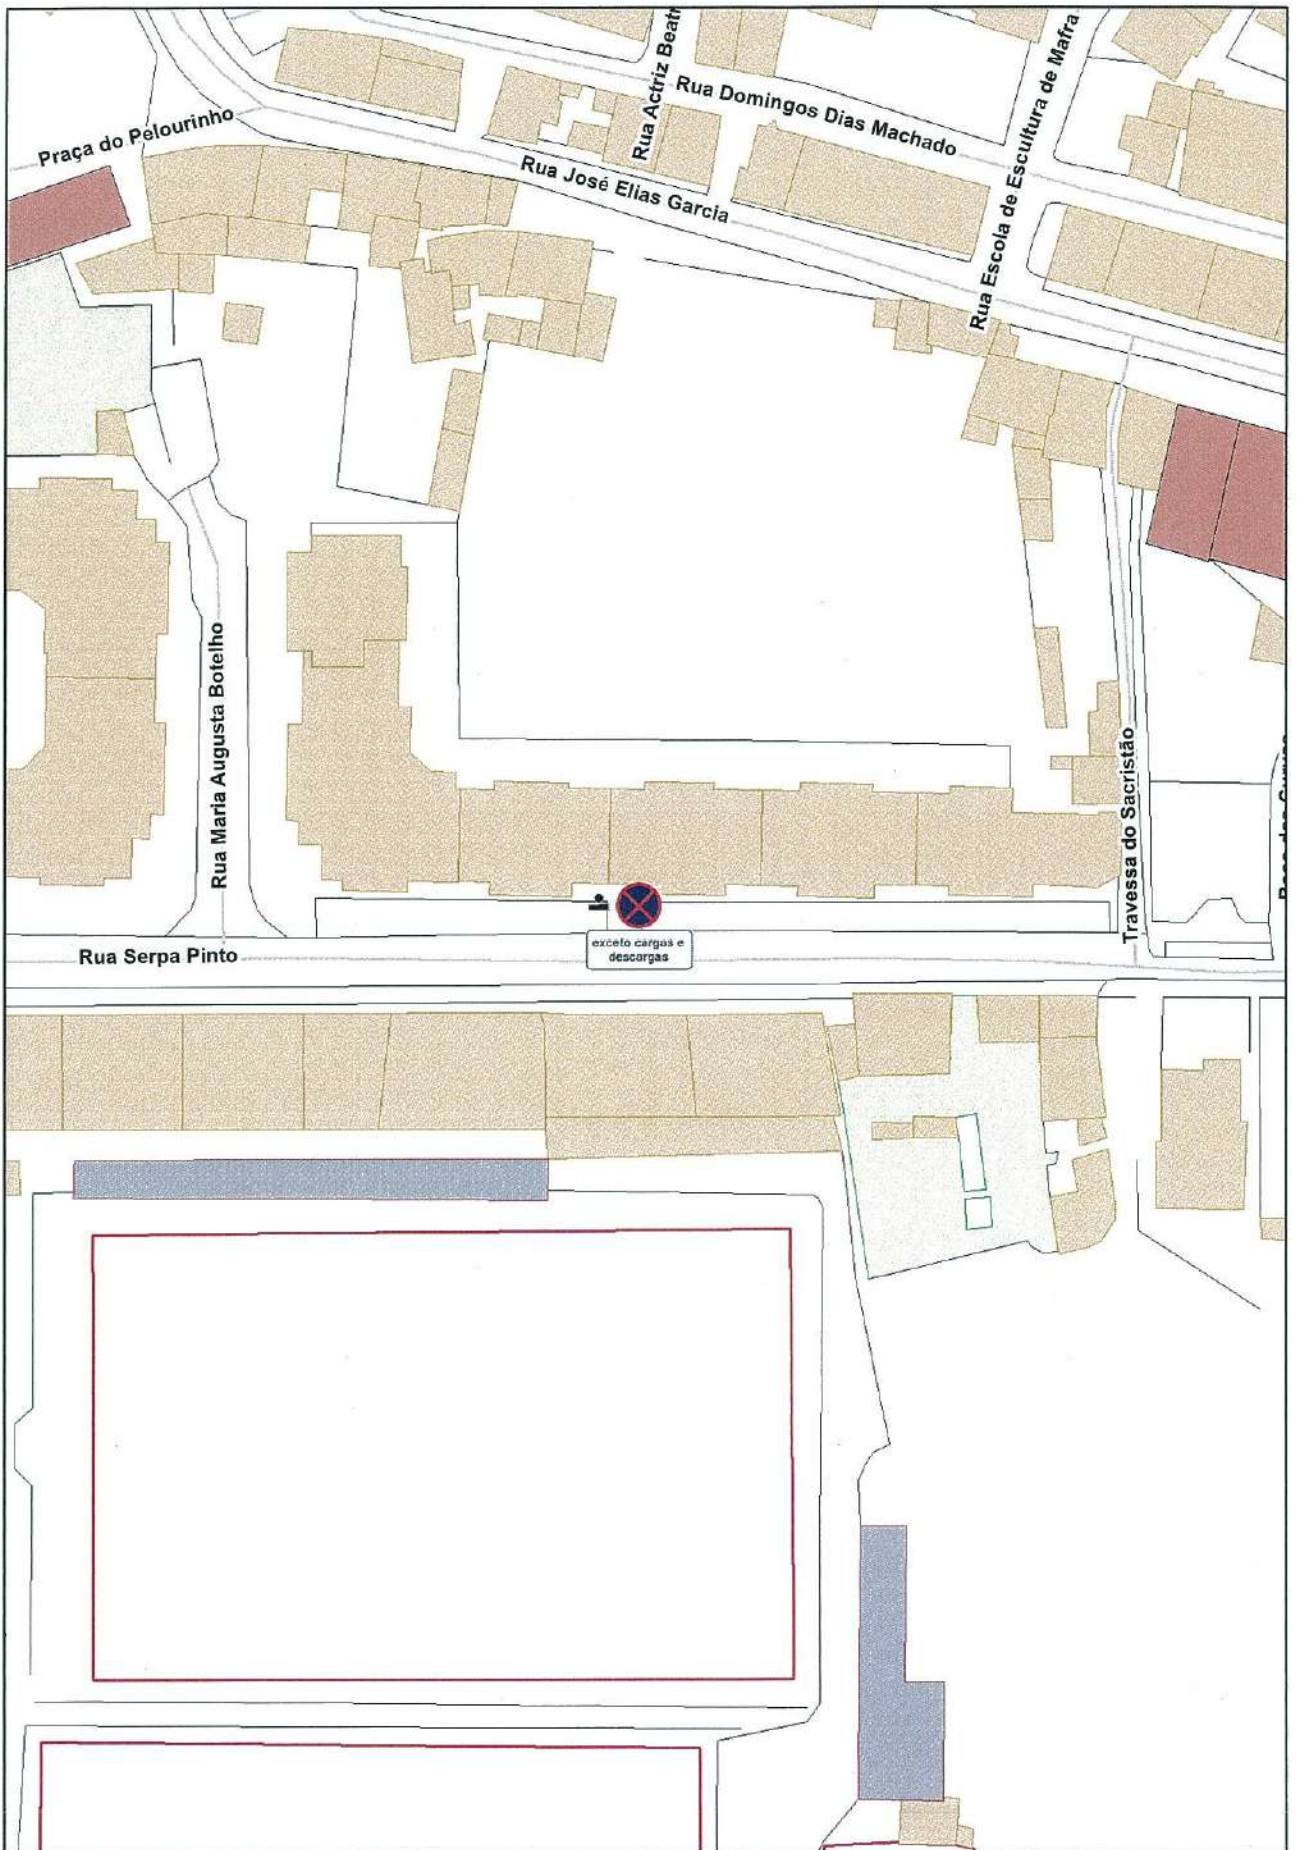 Rua Actriz Beatr
Rua Escola de Escultura de Mafra
Rua Domingos Dias Machado
Praça do Pelourinho
Rua José Elias Garcia
Rua Maria Augusta Botelho
Travessa do Sacristão
exceto cargas e
descargas
Rua Serpa Pinto